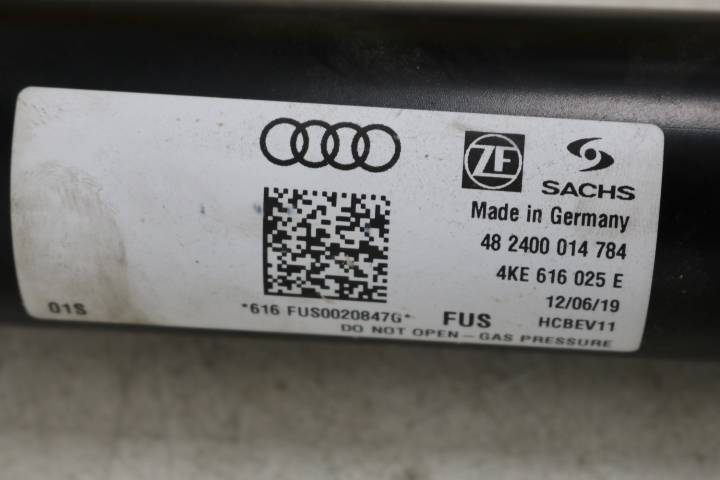 ZF
SACHS
Made in Germany
48 2400 014 784
4KE 616 025 E
12/06/19
01S
*616 FUS0020847G*
FUS
HCBEV11
DO NOT OPEN - GAS PRESSURE